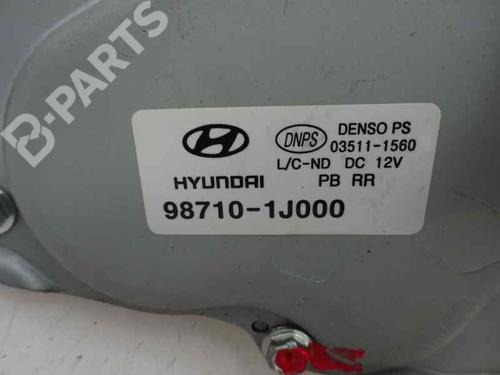 B-PARTS
DNPS DENSO PS
03511-1560
L/C-ND DC 12V
HYUNDAI PB RR
98710-1J000